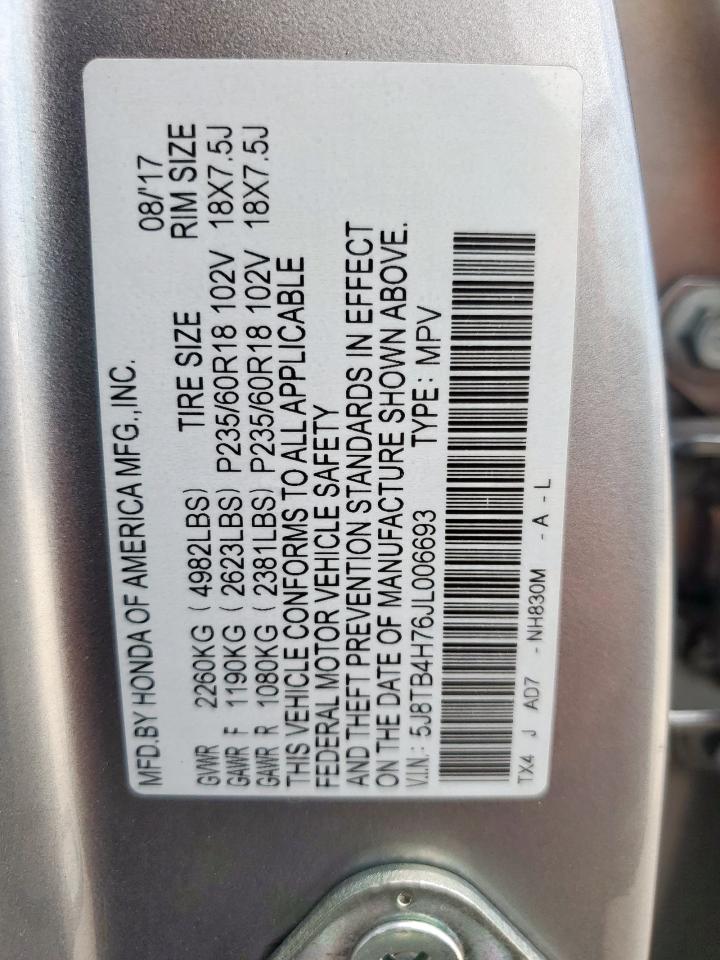 MFD.BY HONDA OF AMERICA MFG.,INC. 08/'17
GVWR 2260KG ( 4982LBS) TIRE SIZE RIM SIZE
GAWR F 1190KG ( 2623LBS) P235/60R18 102V 18X7.5J
GAWR R 1080KG ( 2381LBS) P235/60R18 102V 18X7.5J
THIS VEHICLE CONFORMS TO ALL APPLICABLE
FEDERAL MOTOR VEHICLE SAFETY
AND THEFT PREVENTION STANDARDS IN EFFECT
ON THE DATE OF MANUFACTURE SHOWN ABOVE.
V.I.N.: 5J8TB4H76JL006693 TYPE: MPV
TX4 J AD7 -NH830M -A-L